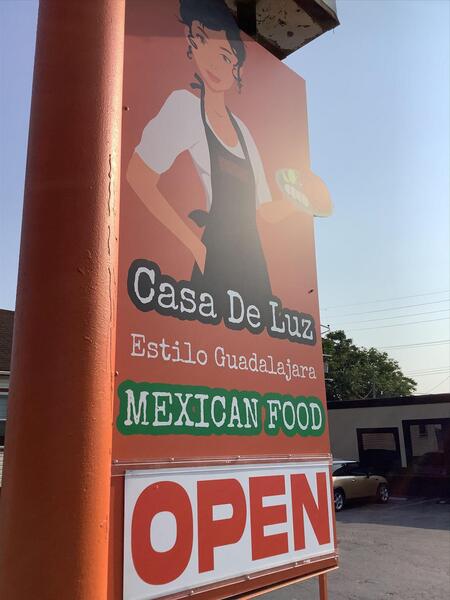 Casa De Luz
Estilo Guadalajara
MEXICAN FOOD
OPEN